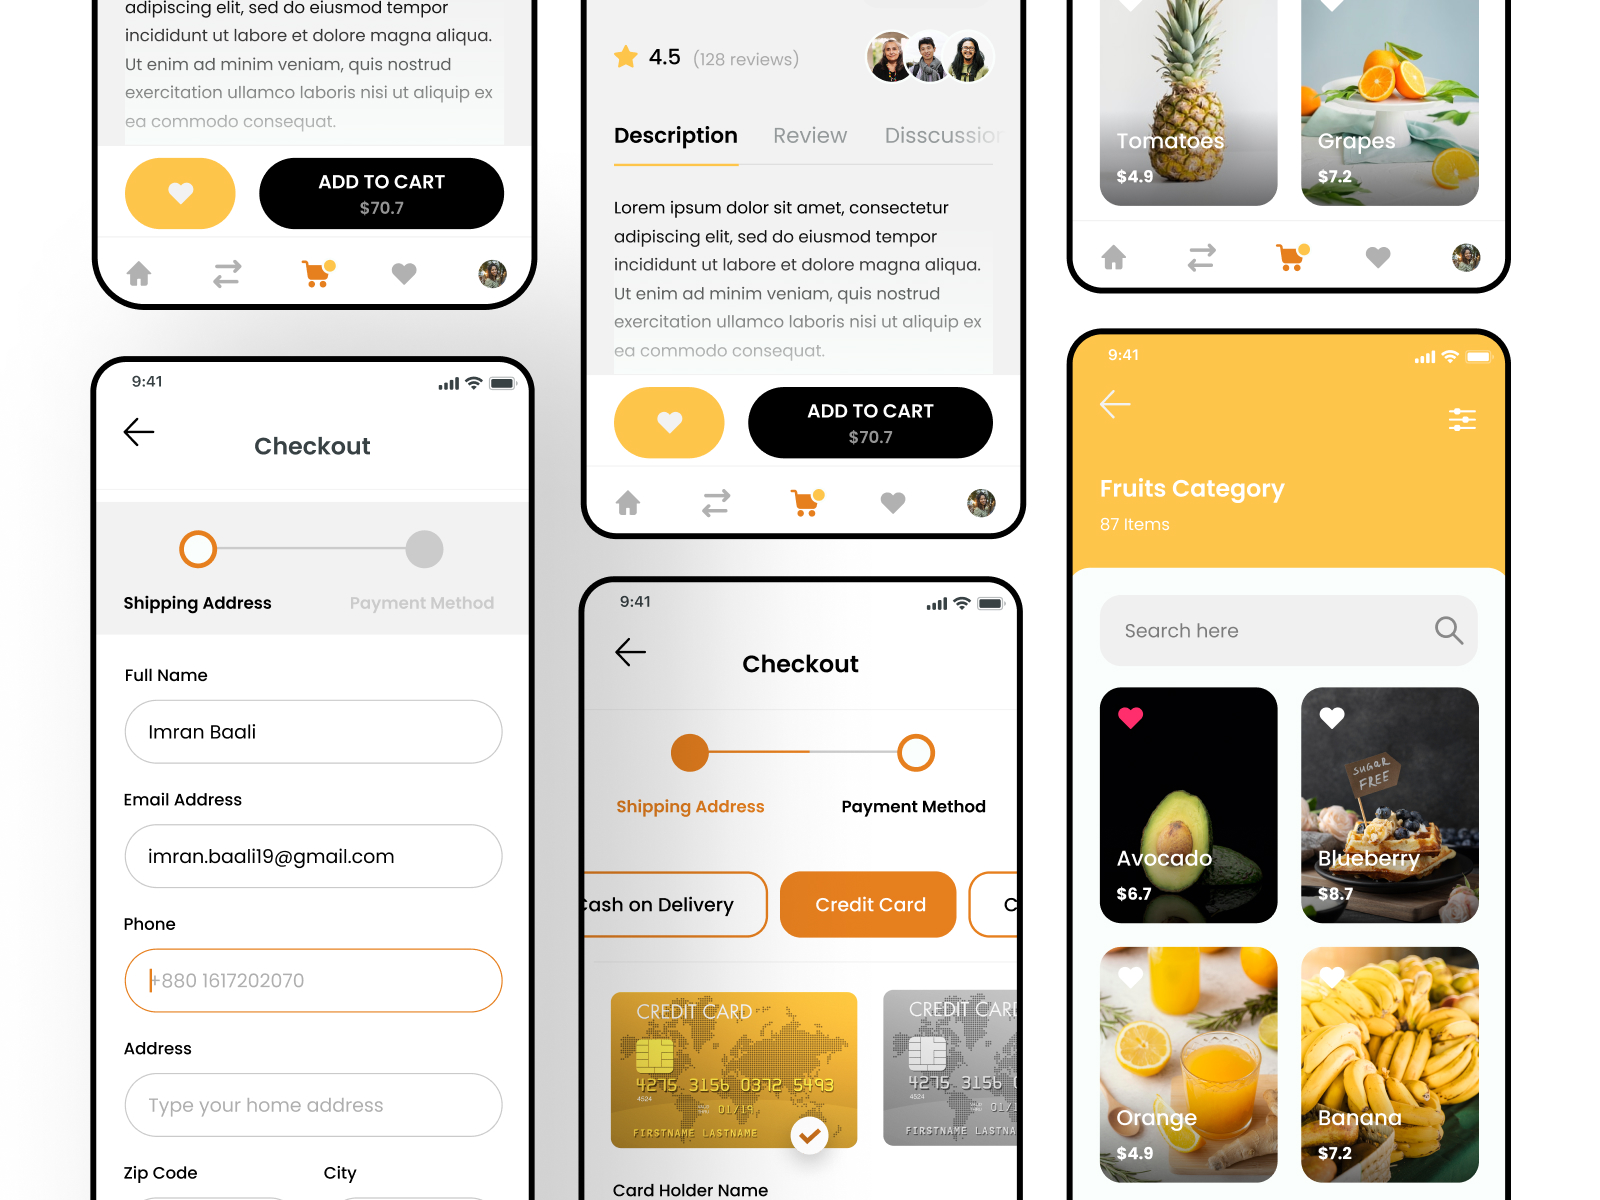 adipiscing elit, sed do eiusmod tempor
incididunt ut labore et dolore magna aliqua.
Ut enim ad minim veniam, quis nostrud
exercitation ullamco laboris nisi ut aliquip ex
ea commodo consequat.
ADD TO CART
$70.7
9:41
Checkout
Shipping Address
Payment Method
Full Name
Imran Baali
Email Address
imran.baali19@gmail.com
Phone
+880 1617202070
Address
Type your home address
Zip Code
City
4.5
(128 reviews)
Description
Review
Disscussion
Lorem ipsum dolor sit amet, consectetur
adipiscing elit, sed do eiusmod tempor
incididunt ut labore et dolore magna aliqua.
Ut enim ad minim veniam, quis nostrud
exercitation ullamco laboris nisi ut aliquip ex
ea commodo consequat.
ADD TO CART
$70.7
9:41
Checkout
Shipping Address
Payment Method
Cash on Delivery
Credit Card
C
CREDIT CARD
4275 3156 0372 5493
4524
01/19
FIRSTNAME LASTNAME
CREDIT CARD
4275 3156
4524
01/1
FIRSTNAME LASTNAME
Card Holder Name
Tomatoes
$4.9
Grapes
$7.2
9:41
Fruits Category
87 Items
Search here
Avocado
$6.7
SUGAR
FREE
Blueberry
$8.7
Orange
$4.9
Banana
$7.2